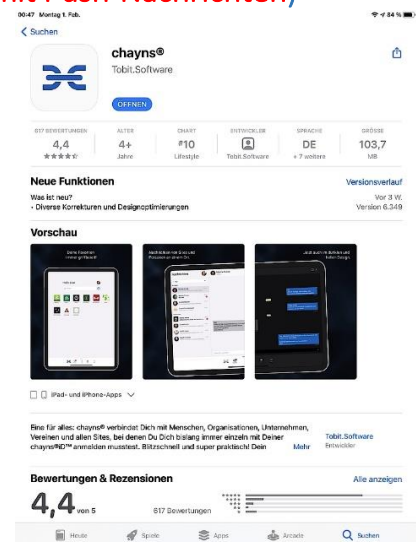 mit Push-Nachrichten)
00:47 Montag 1. Feb.
84 %
Suchen
chayns®
Tobit.Software
ÖFFNEN
617 BEWERTUNGEN
ALTER
CHART
ENTWICKLER
SPRACHE
GRÖSSE
4,4
4+
#10
DE
103,7
Jahre
Lifestyle
Tobit.Software
+ 7 weitere
MB
Neue Funktionen
Versionsverlauf
Was ist neu?
Vor 3 W.
- Diverse Korrekturen und Designoptimierungen
Version 6.349
Vorschau
iPad- und iPhone-Apps
Eine für alles: chayns® verbindet Dich mit Menschen, Organisationen, Unternehmen,
Vereinen und allen Sites, bei denen Du Dich bislang immer einzeln mit Deiner
chayns®ID™ anmelden musstest. Blitzschnell und super praktisch! Dein
Mehr
Tobit.Software
Entwickler
Bewertungen & Rezensionen
Alle anzeigen
4,4 von 5
617 Bewertungen
Heute
Spiele
Apps
Arcade
Suchen